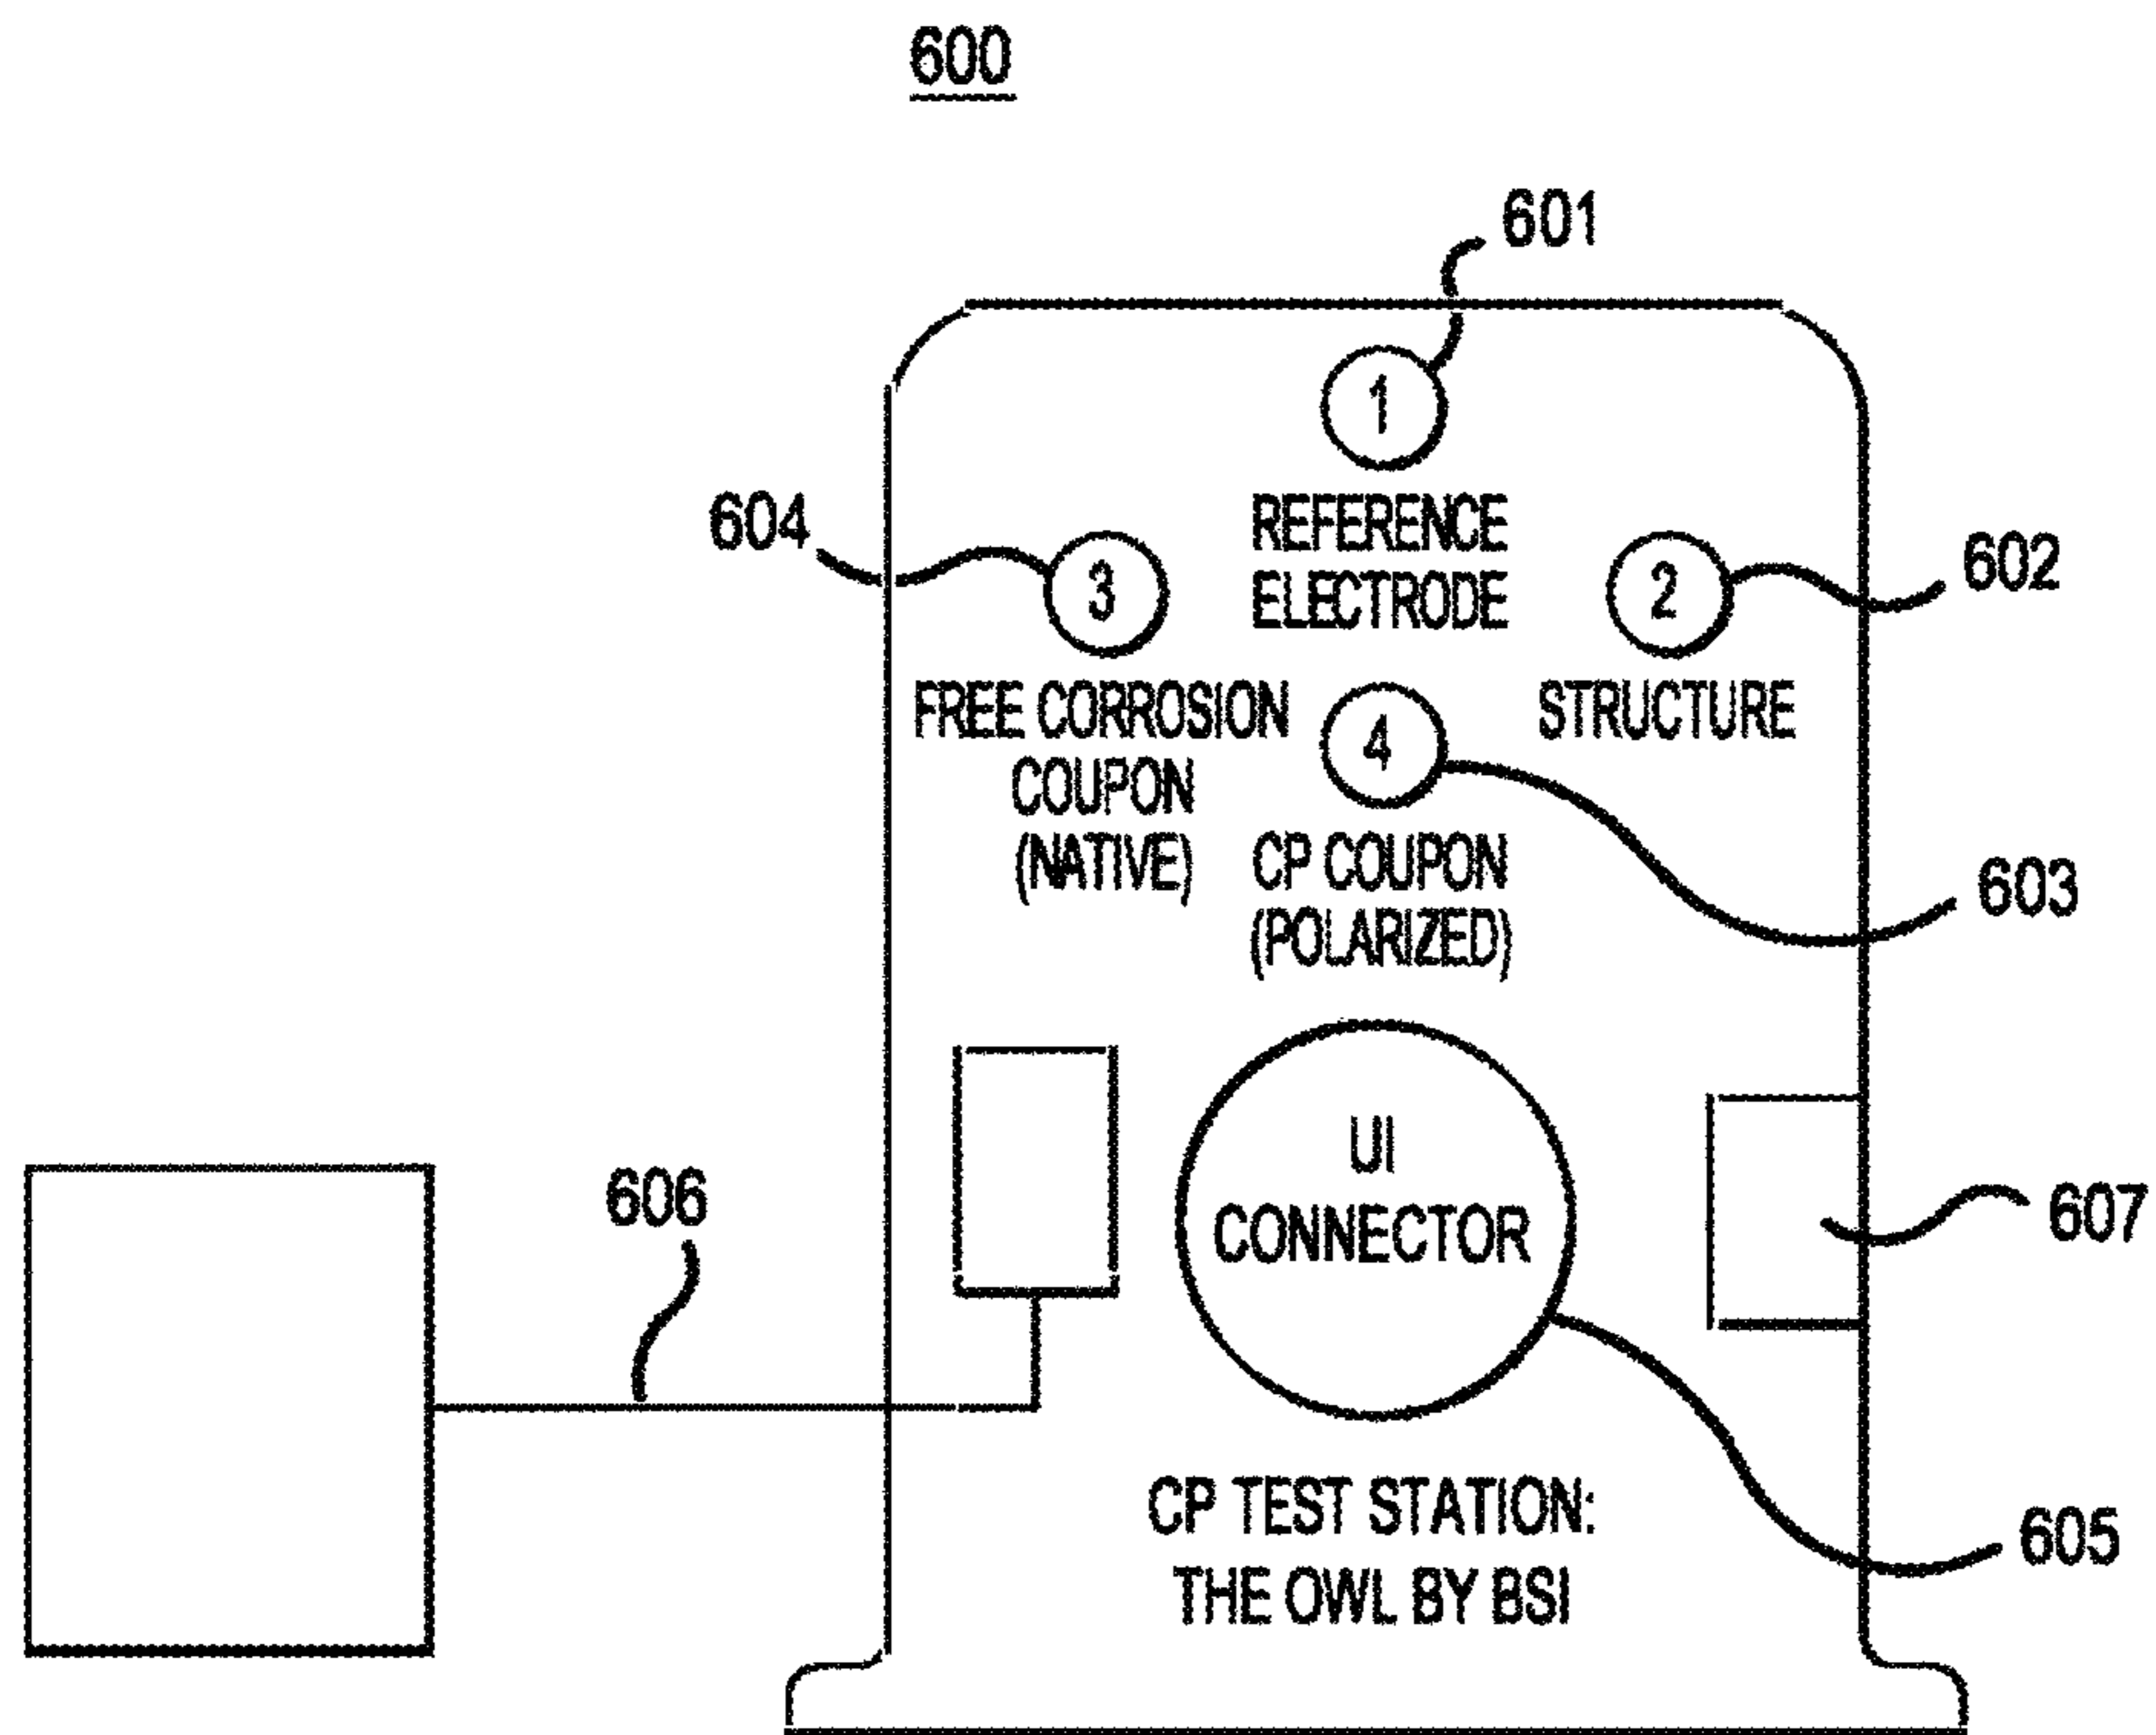 600
601
1
REFERENCE
ELECTRODE
604
3
2
602
FREE CORROSION
COUPON
(NATIVE)
STRUCTURE
4
CP COUPON
(POLARIZED)
603
UI
CONNECTOR
606
607
CP TEST STATION:
THE OWL BY BSI
605